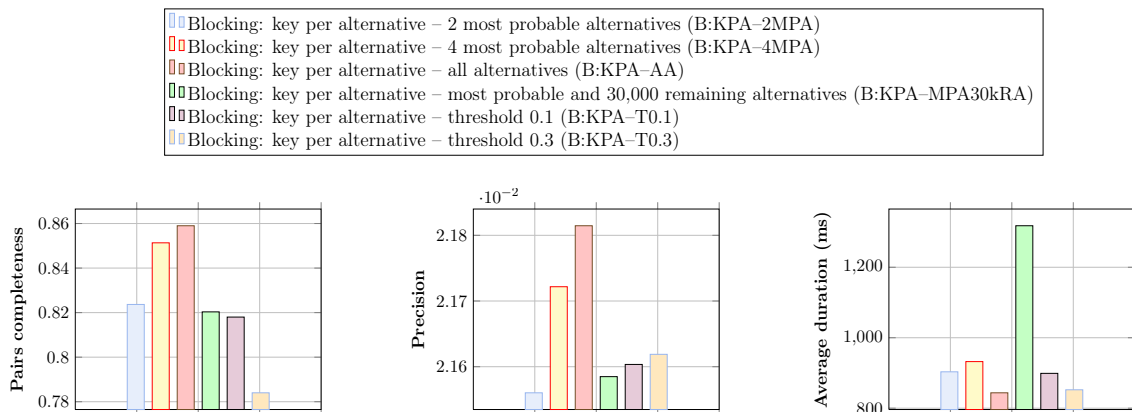 Blocking: key per alternative – 2 most probable alternatives (B:KPA–2MPA)
Blocking: key per alternative – 4 most probable alternatives (B:KPA–4MPA)
Blocking: key per alternative – all alternatives (B:KPA–AA)
Blocking: key per alternative – most probable and 30,000 remaining alternatives (B:KPA–MPA30kRA)
Blocking: key per alternative – threshold 0.1 (B:KPA–T0.1)
Blocking: key per alternative – threshold 0.3 (B:KPA–T0.3)
Pairs completeness
0.86
0.84
0.82
0.8
0.78
Precision
·10⁻²
2.18
2.17
2.16
Average duration (ms)
1,200
1,000
800